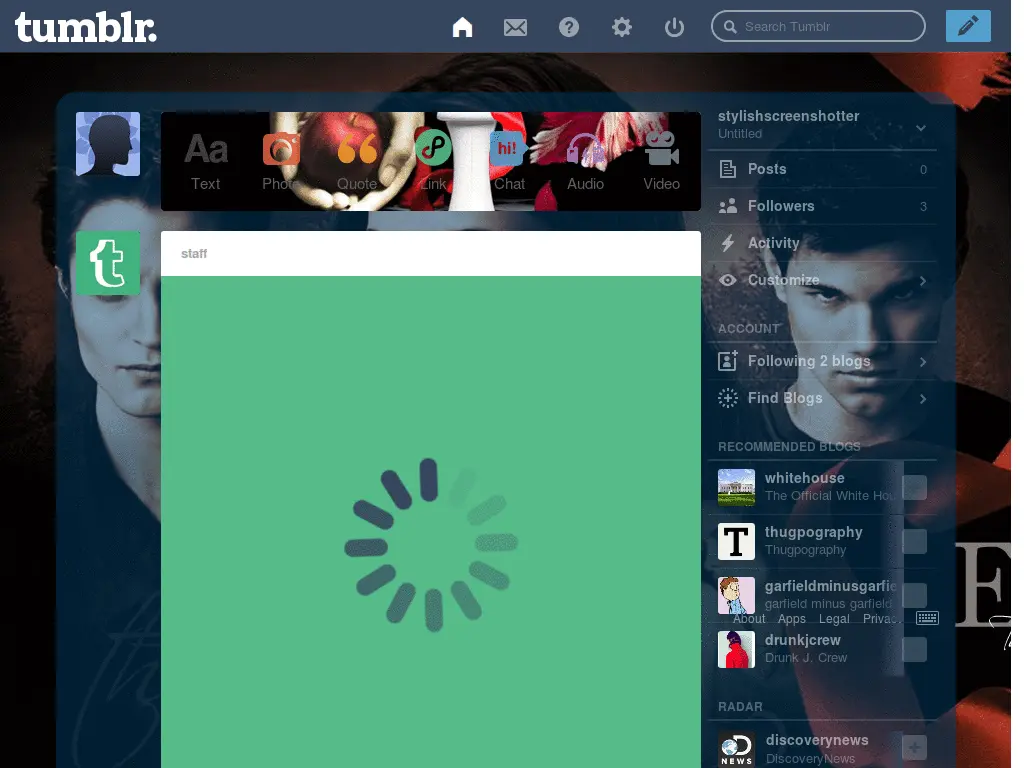 tumblr.
Search Tumblr
Aa
hi!
Text
Photo
Quote
Link
Chat
Audio
Video
staff
stylishscreenshotter
Untitled
Posts 0
Followers 3
Activity
Customize
ACCOUNT
Following 2 blogs
Find Blogs
RECOMMENDED BLOGS
whitehouse
The Official White Hou
T
thugpography
Thugpography
garfieldminusgarfie
garfield minus garfield
About Apps Legal Privac
drunkjcrew
Drunk J. Crew
RADAR
discoverynews
DiscoveryNews
D
NEWS
E